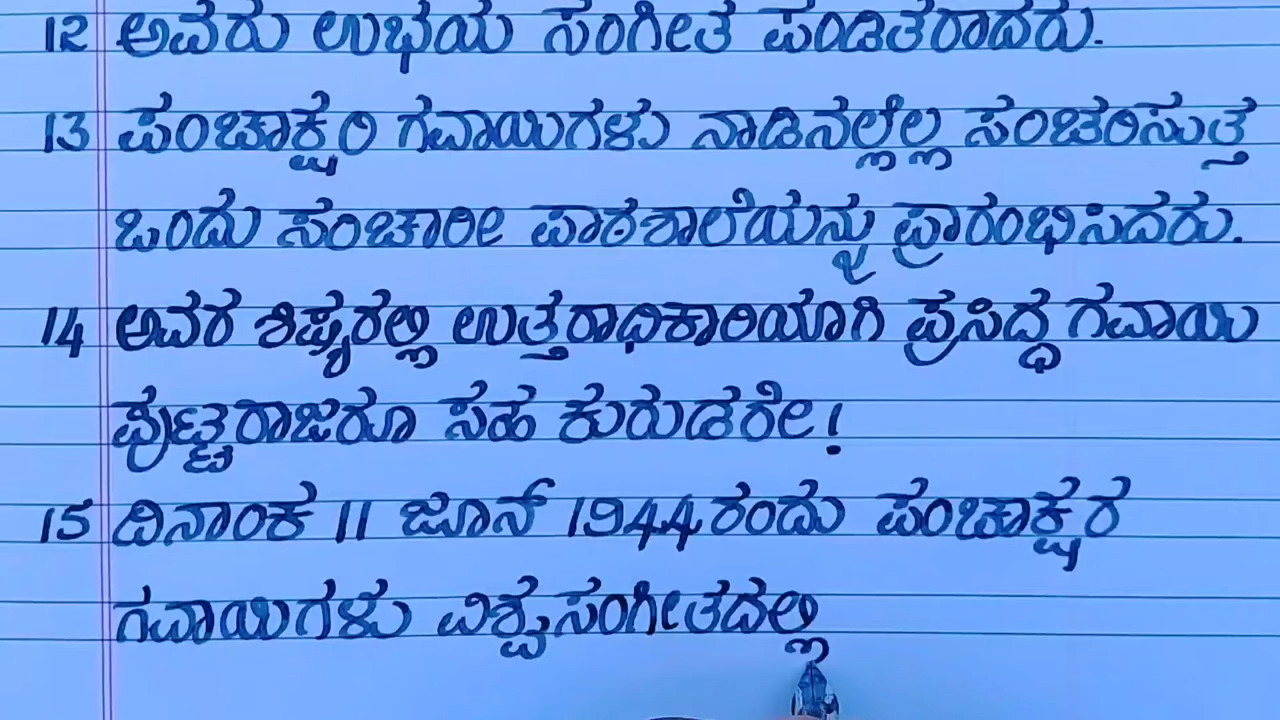 12 ಅವರು ಉಭಯ ಸಂಗೀತ ಪಂಡಿತರಾದರು.
13 ಪಂಚಾಕ್ಷರಿ ಗವಾಯಿಗಳು ನಾಡಿನಲ್ಲೆಲ್ಲ ಸಂಚರಿಸುತ್ತ
ಒಂದು ಸಂಚಾರೀ ಪಾಠಶಾಲೆಯನ್ನು ಪ್ರಾರಂಭಿಸಿದರು.
14 ಅವರ ಶಿಷ್ಯರಲ್ಲಿ ಉತ್ತರಾಧಿಕಾರಿಯಾಗಿ ಪ್ರಸಿದ್ಧ ಗವಾಯಿ
ಪುಟ್ಟರಾಜರೂ ಸಹ ಕುರುಡರೇ!
15 ದಿನಾಂಕ 11 ಜೂನ್ 1944ರಂದು ಪಂಚಾಕ್ಷರ
ಗವಾಯಿಗಳು ವಿಶ್ವಸಂಗೀತದಲ್ಲಿ